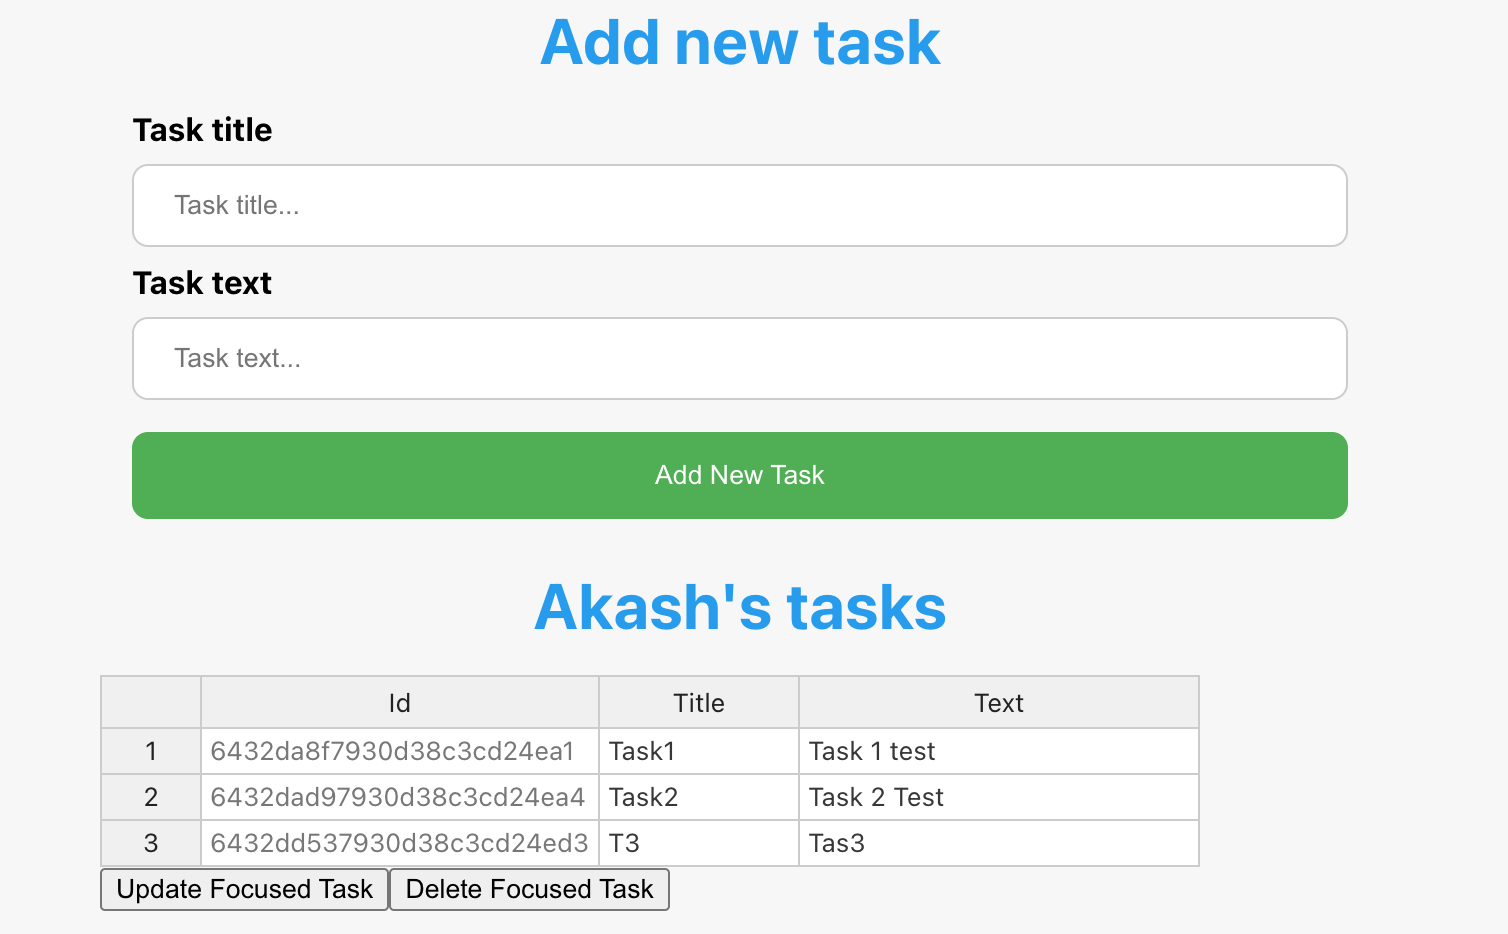 Add new task
Task title
Task title...
Task text
Task text...
Add New Task
Akash's tasks
Id Title Text
1 6432da8f7930d38c3cd24ea1 Task1 Task 1 test
2 6432dad97930d38c3cd24ea4 Task2 Task 2 Test
3 6432dd537930d38c3cd24ed3 T3 Tas3
Update Focused Task Delete Focused Task